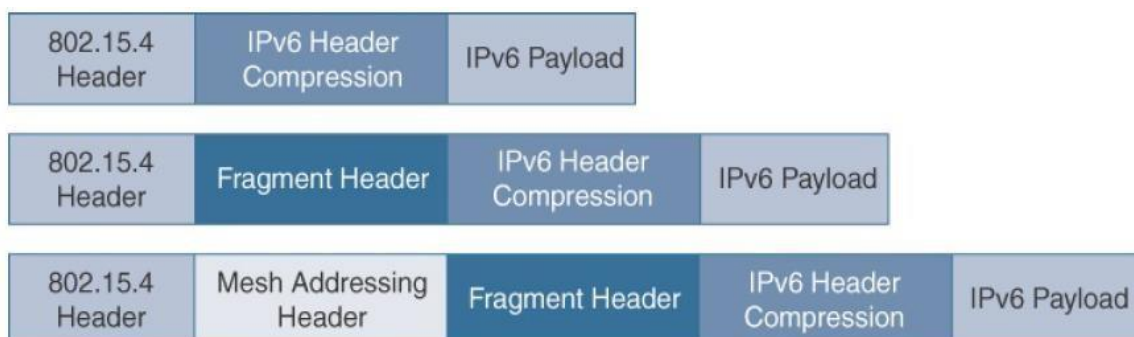 802.15.4 Header
IPv6 Header Compression
IPv6 Payload
802.15.4 Header
Fragment Header
IPv6 Header Compression
IPv6 Payload
802.15.4 Header
Mesh Addressing Header
Fragment Header
IPv6 Header Compression
IPv6 Payload